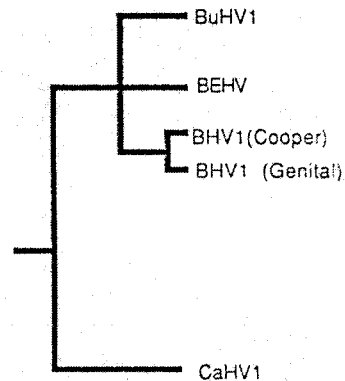 BuHV1
BEHV
BHV1(Cooper)
BHV1 (Genital)
CaHV1